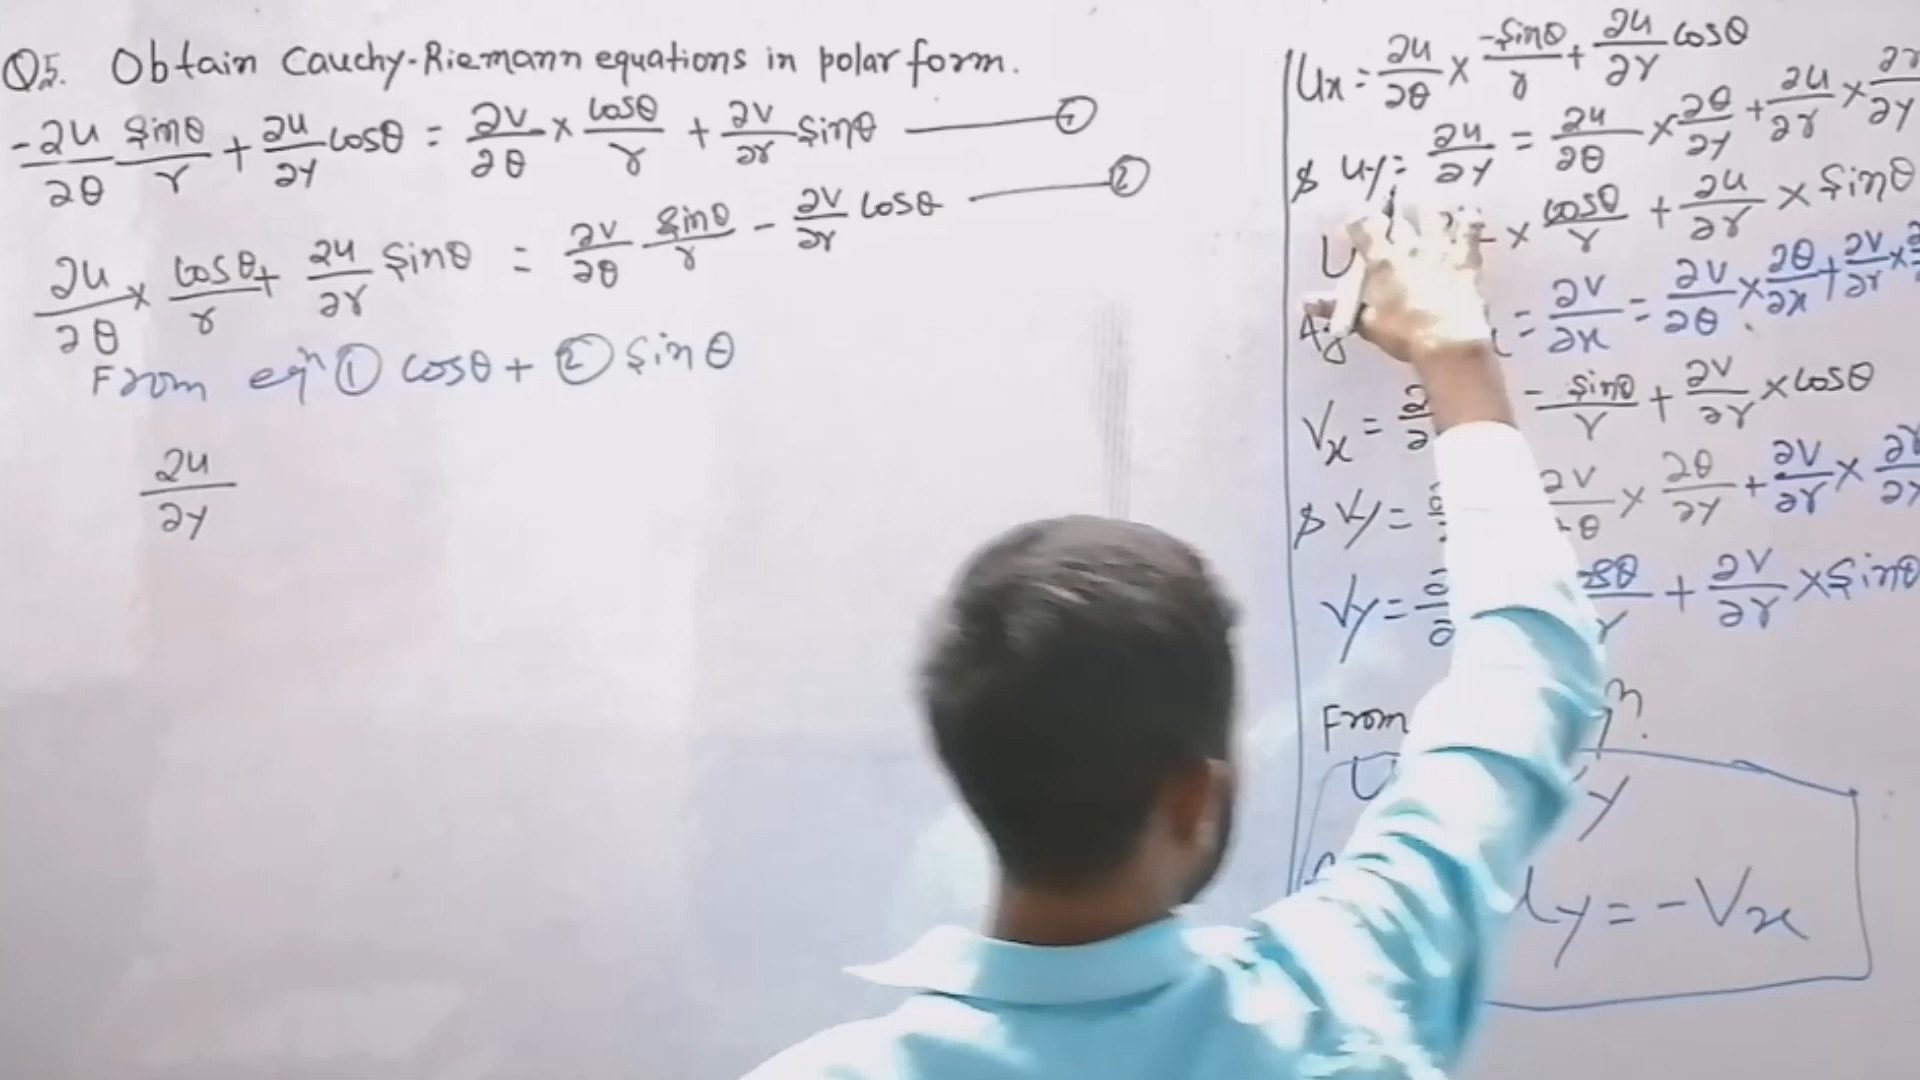 Q5. Obtain Cauchy-Riemann equations in polar form.
-∂u/∂θ sinθ/r + ∂u/∂y cosθ = ∂v/∂θ × cosθ/r + ∂v/∂r sinθ —— ①
∂u/∂θ × cosθ/r + ∂u/∂r sinθ = ∂v/∂θ sinθ/r - ∂v/∂r cosθ —— ②
From eqⁿ ① cosθ + ② sinθ
∂u/∂y
Ux = ∂u/∂θ × -sinθ/r + ∂u/∂r cosθ
$ Uy = ∂u/∂y = ∂u/∂θ × ∂θ/∂y + ∂u/∂r × ∂r/∂y
U × cosθ/r + ∂u/∂r × sinθ
= ∂v/∂x = ∂v/∂θ × ∂θ/∂x + ∂v/∂r ×
Vx = - sinθ/r + ∂v/∂r × cosθ
$ Vy = ∂v/∂θ × ∂θ/∂y + ∂v/∂r ×
Vy = + ∂v/∂r × sinθ
From
y = -Vx